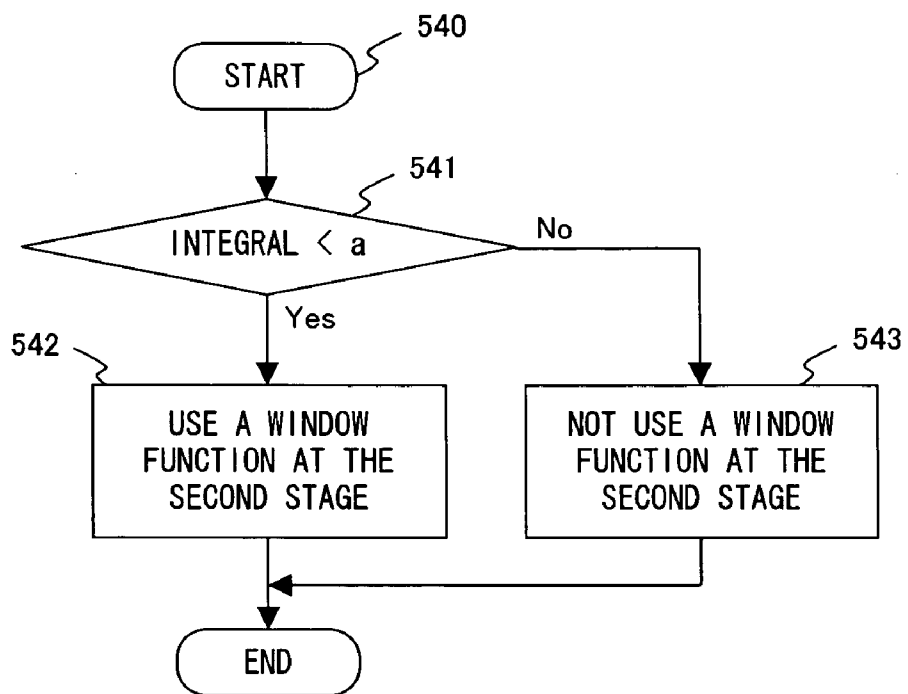 540
START
541
INTEGRAL < a
No
Yes
542
543
USE A WINDOW
FUNCTION AT THE
SECOND STAGE
NOT USE A WINDOW
FUNCTION AT THE
SECOND STAGE
END